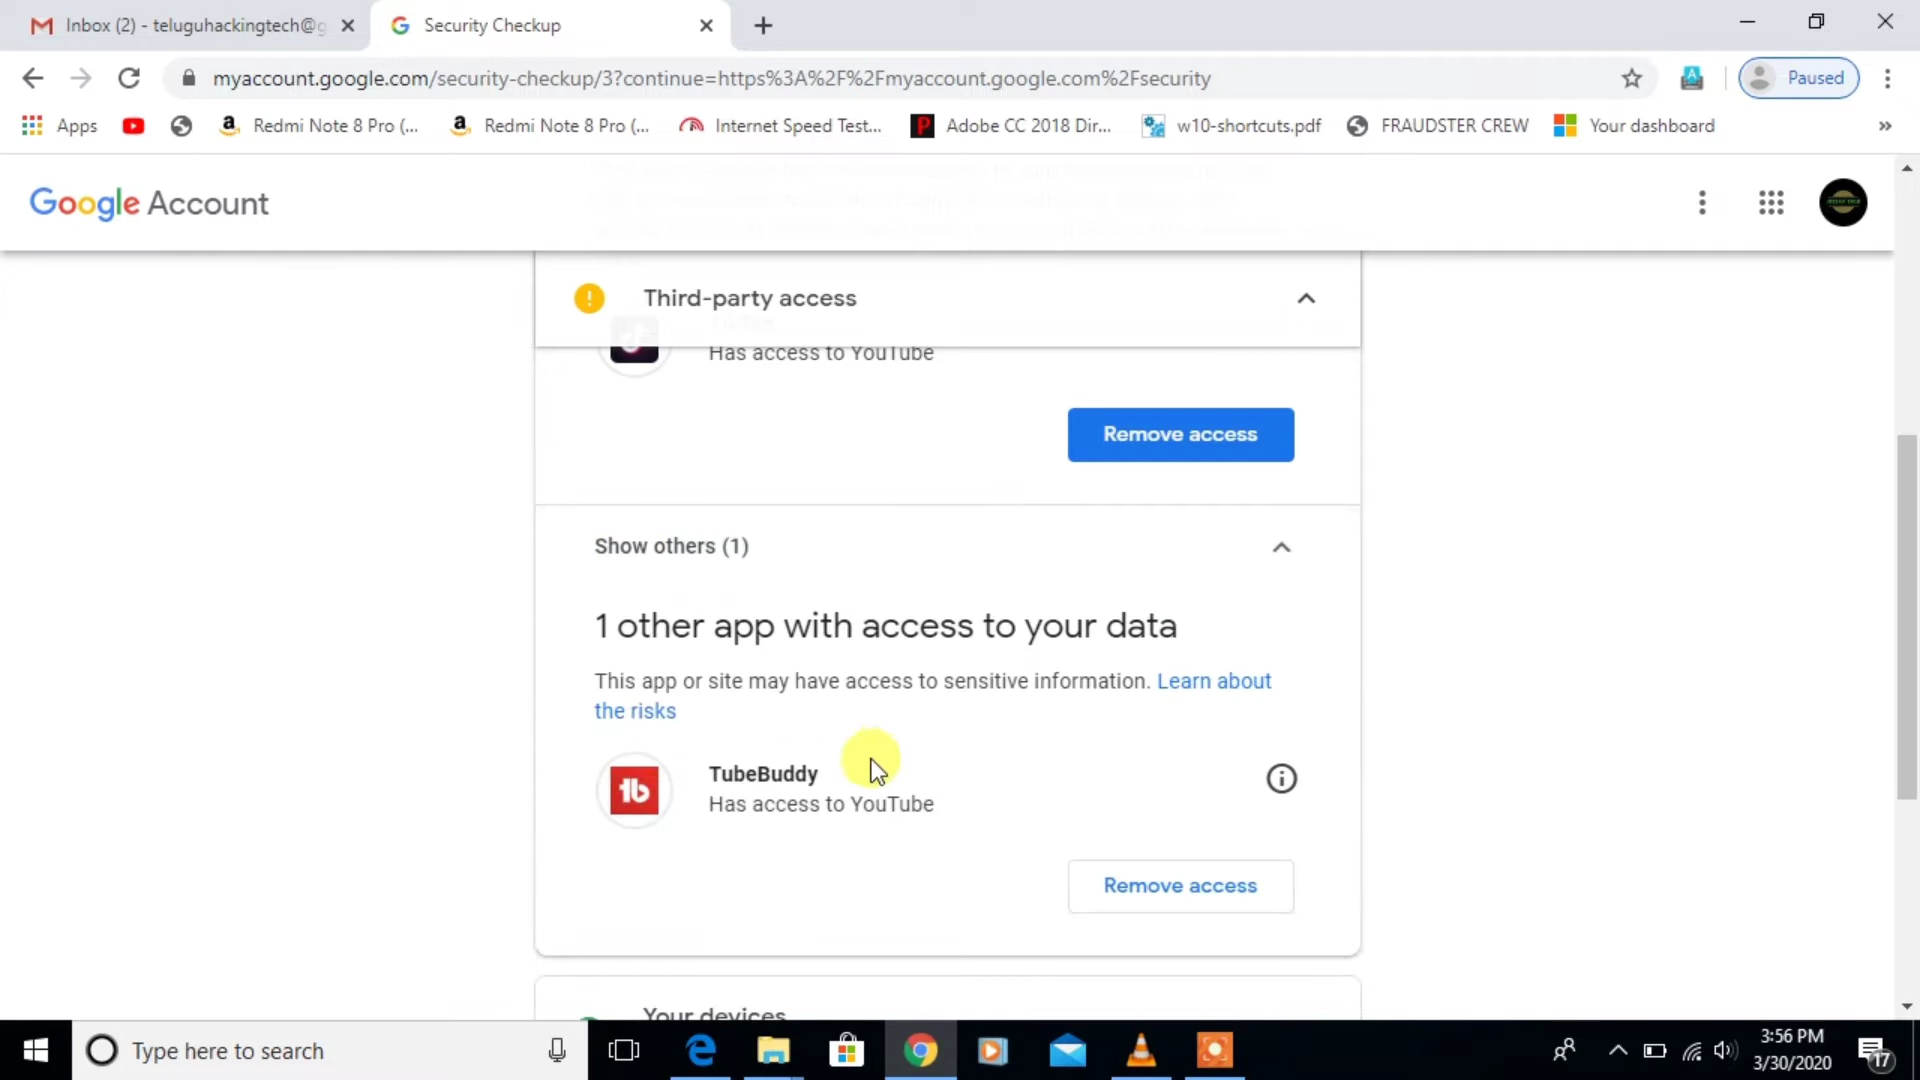 Inbox (2) - teluguhackingtech@g
Security Checkup
myaccount.google.com/security-checkup/3?continue=https%3A%2F%2Fmyaccount.google.com%2Fsecurity
Paused
Apps
Redmi Note 8 Pro (...
Redmi Note 8 Pro (...
Internet Speed Test...
Adobe CC 2018 Dir...
w10-shortcuts.pdf
FRAUDSTER CREW
Your dashboard
»
Google Account
Third-party access
Has access to YouTube
Remove access
Show others (1)
1 other app with access to your data
This app or site may have access to sensitive information. Learn about
the risks
TubeBuddy
Has access to YouTube
Remove access
Your devices
Type here to search
3:56 PM
3/30/2020
17